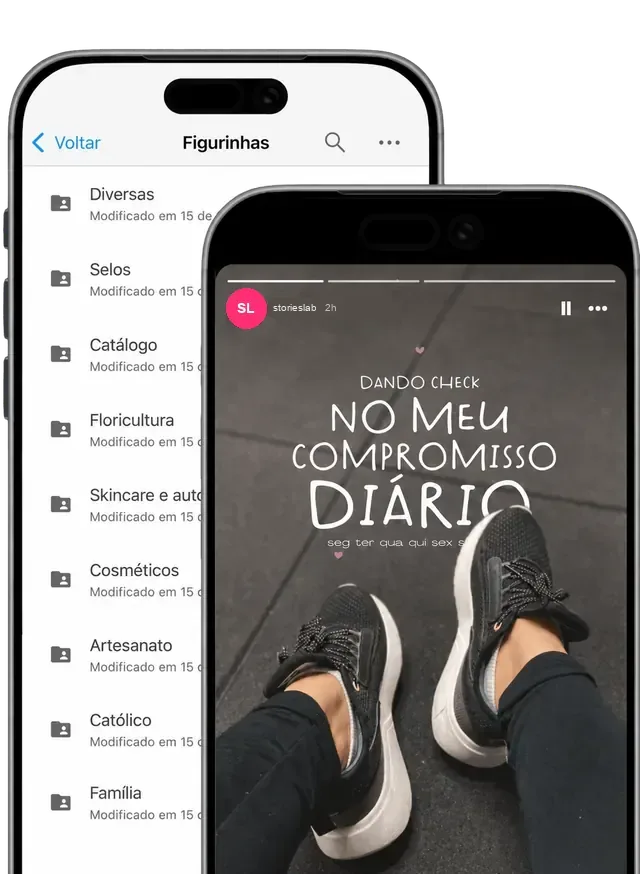 Voltar
Figurinhas
Diversas
Modificado em 15 de
Selos
Modificado em 15
Catálogo
Modificado em 15
Floricultura
Modificado em 15
Skincare e
Modificado em 15
Cosméticos
Modificado em 15
Artesanato
Modificado em 15
Católico
Modificado em 15
Família
Modificado em 15
SL
storieslab 2h
DANDO CHECK
NO MEU
COMPROMISSO
DIÁRIO
seg ter qua qui sex